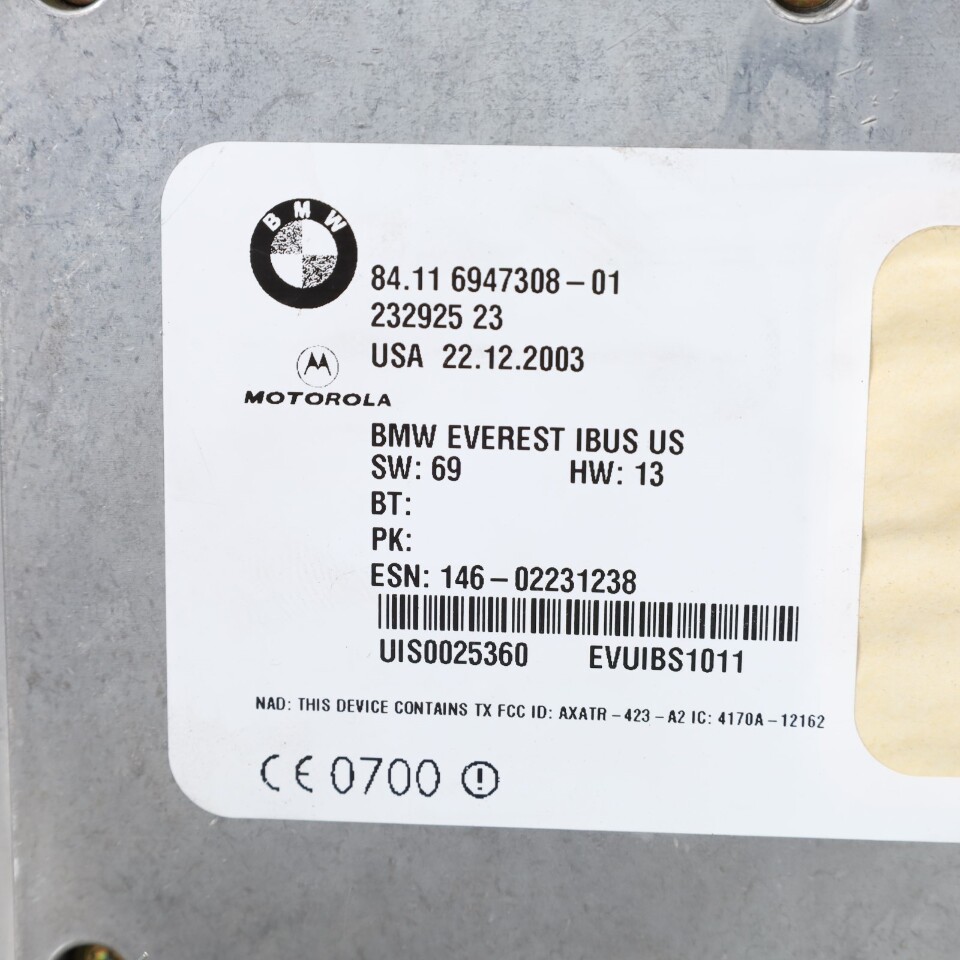 BMW
84.11 6947308-01
232925 23
USA 22.12.2003
MOTOROLA
BMW EVEREST IBUS US
SW: 69 HW: 13
BT:
PK:
ESN: 146-02231238
UIS0025360 EVUIBS1011
NAD: THIS DEVICE CONTAINS TX FCC ID: AXATR-423-A2 IC: 4170A-12162
CE 0700